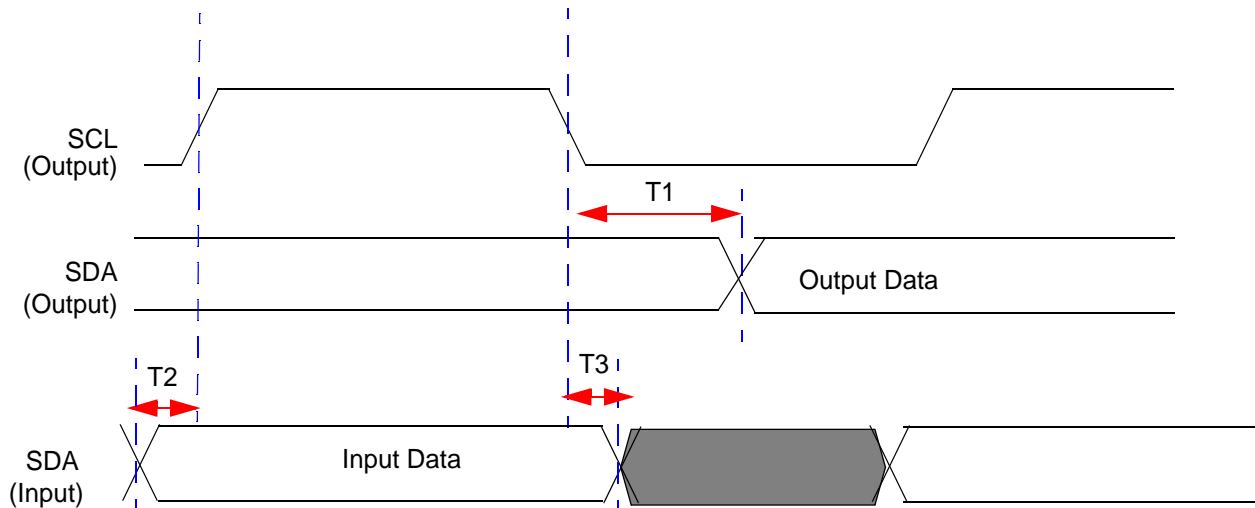 SCL
(Output)
T1
SDA
(Output)
Output Data
T2
T3
SDA
(Input)
Input Data